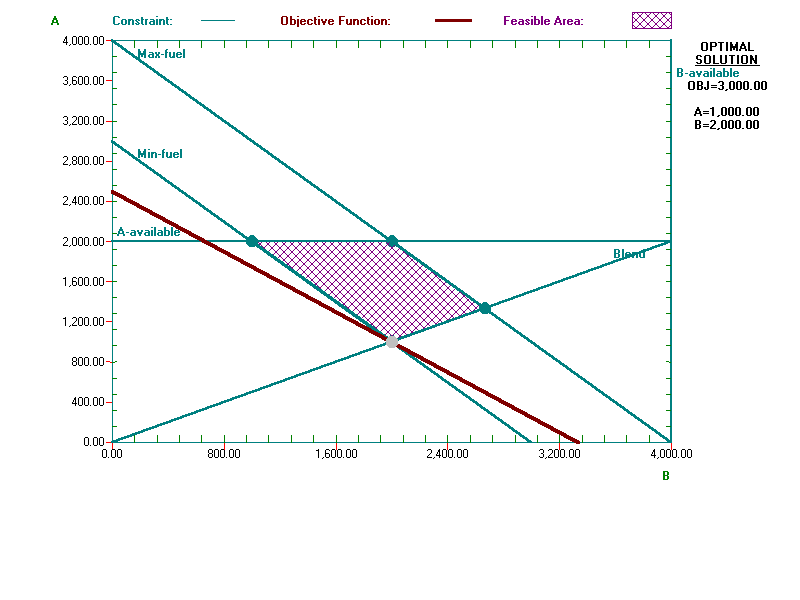 A Constraint: Objective Function: Feasible Area:
4,000.00
Max-fuel
OPTIMAL
SOLUTION
B-available
3,600.00
OBJ=3,000.00
A=1,000.00
3,200.00
B=2,000.00
Min-fuel
2,800.00
2,400.00
A-available
2,000.00
Blend
1,600.00
1,200.00
800.00
400.00
0.00
0.00 800.00 1,600.00 2,400.00 3,200.00 4,000.00
B